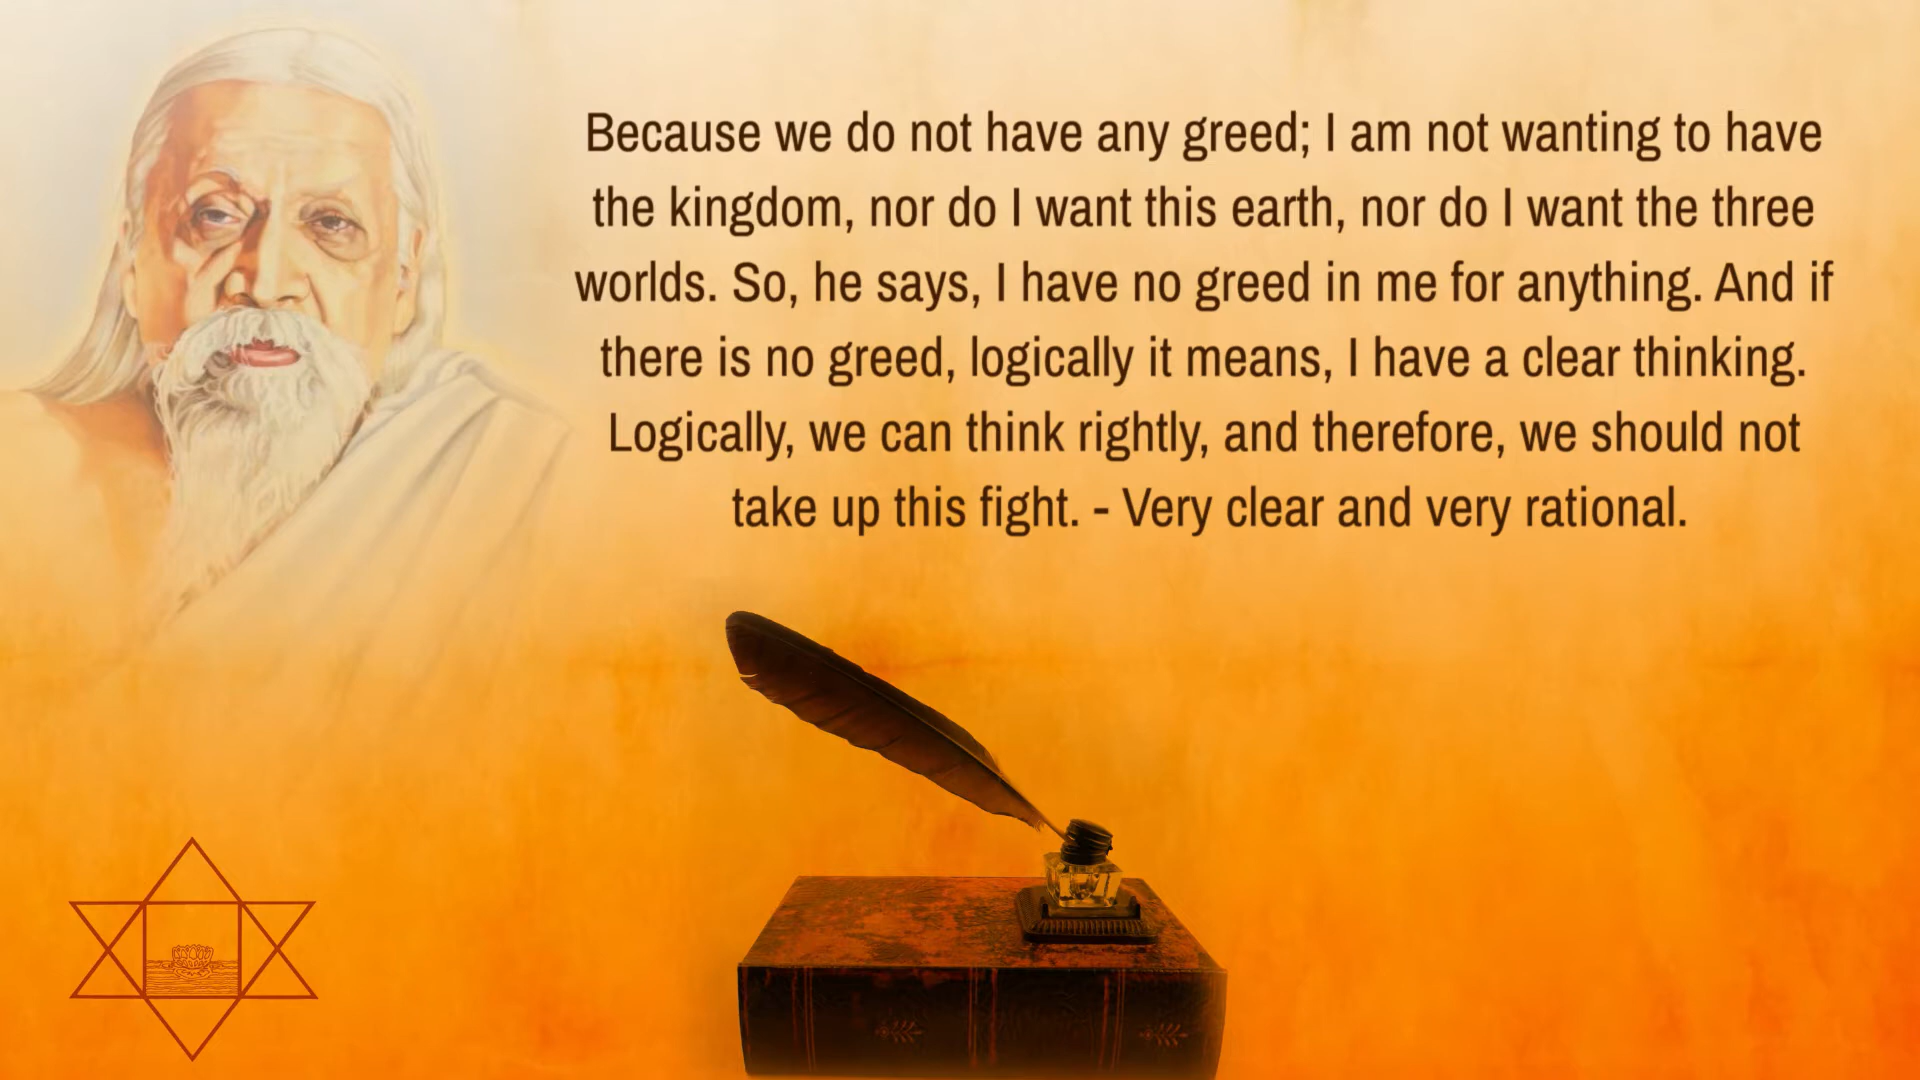 Because we do not have any greed; I am not wanting to have
the kingdom, nor do I want this earth, nor do I want the three
worlds. So, he says, I have no greed in me for anything. And if
there is no greed, logically it means, I have a clear thinking.
Logically, we can think rightly, and therefore, we should not
take up this fight. - Very clear and very rational.